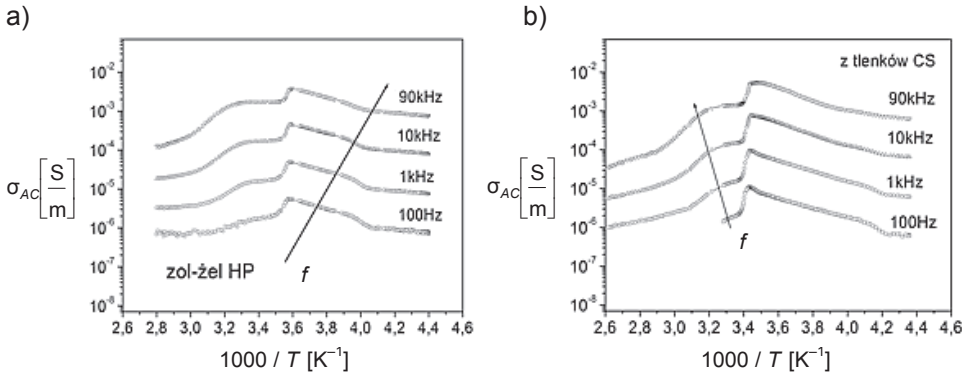 a)
10⁻²
10⁻³
10⁻⁴
10⁻⁵
10⁻⁶
10⁻⁷
10⁻⁸
σ_AC [S/m]
90kHz
10kHz
1kHz
100Hz
zol-żel HP
f
2,6 2,8 3,0 3,2 3,4 3,6 3,8 4,0 4,2 4,4 4,6
1000 / T [K⁻¹]
b)
z tlenków CS
10⁻²
10⁻³
10⁻⁴
10⁻⁵
10⁻⁶
10⁻⁷
10⁻⁸
σ_AC [S/m]
90kHz
10kHz
1kHz
100Hz
f
2,6 2,8 3,0 3,2 3,4 3,6 3,8 4,0 4,2 4,4 4,6
1000 / T [K⁻¹]